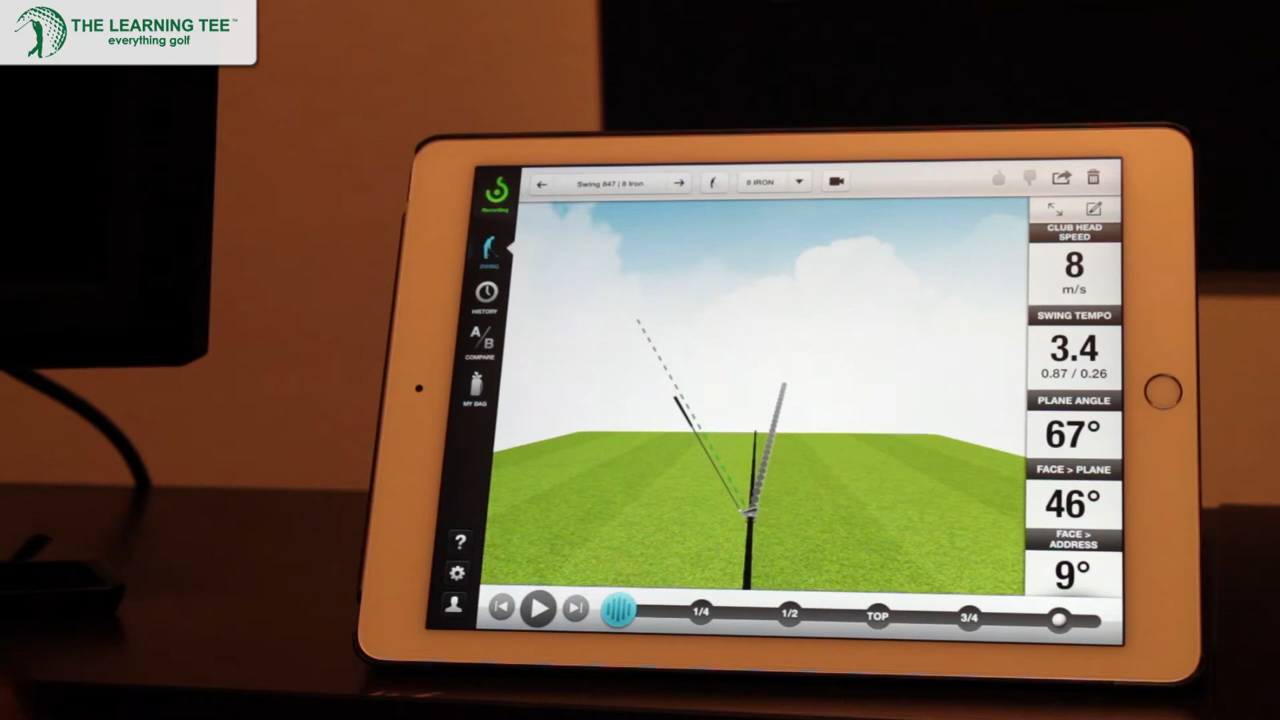 THE LEARNING TEE™
everything golf
Swing 847 | 8 Iron
8 IRON
Recording
SWING
HISTORY
A/B
COMPARE
MY BAG
?
CLUB HEAD
SPEED
8
m/s
SWING TEMPO
3.4
0.87 / 0.26
PLANE ANGLE
67°
FACE > PLANE
46°
FACE >
ADDRESS
9°
1/4
1/2
TOP
3/4